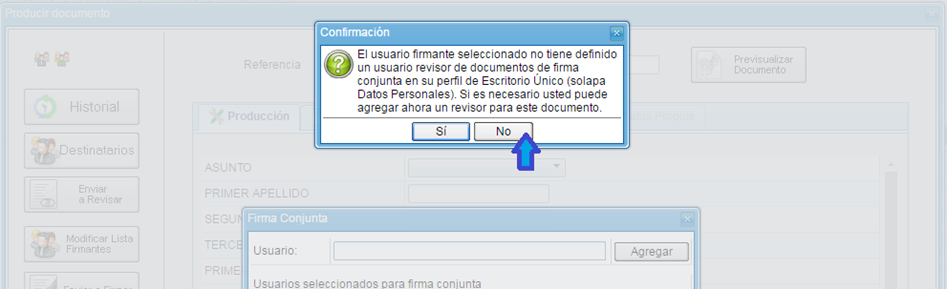 Producir documento
Confirmación
El usuario firmante seleccionado no tiene definido
un usuario revisor de documentos de firma
conjunta en su perfil de Escritorio Único (solapa
Datos Personales). Si es necesario usted puede
agregar ahora un revisor para este documento.
Sí
No
Referencia
Previsualizar
Documento
Historial
Destinatarios
Enviar
a Revisar
Modificar Lista
Firmantes
Producción
ASUNTO
PRIMER APELLIDO
SEGUN
TERCE
PRIME
Firma Conjunta
Usuario:
Agregar
Usuarios seleccionados para firma conjunta